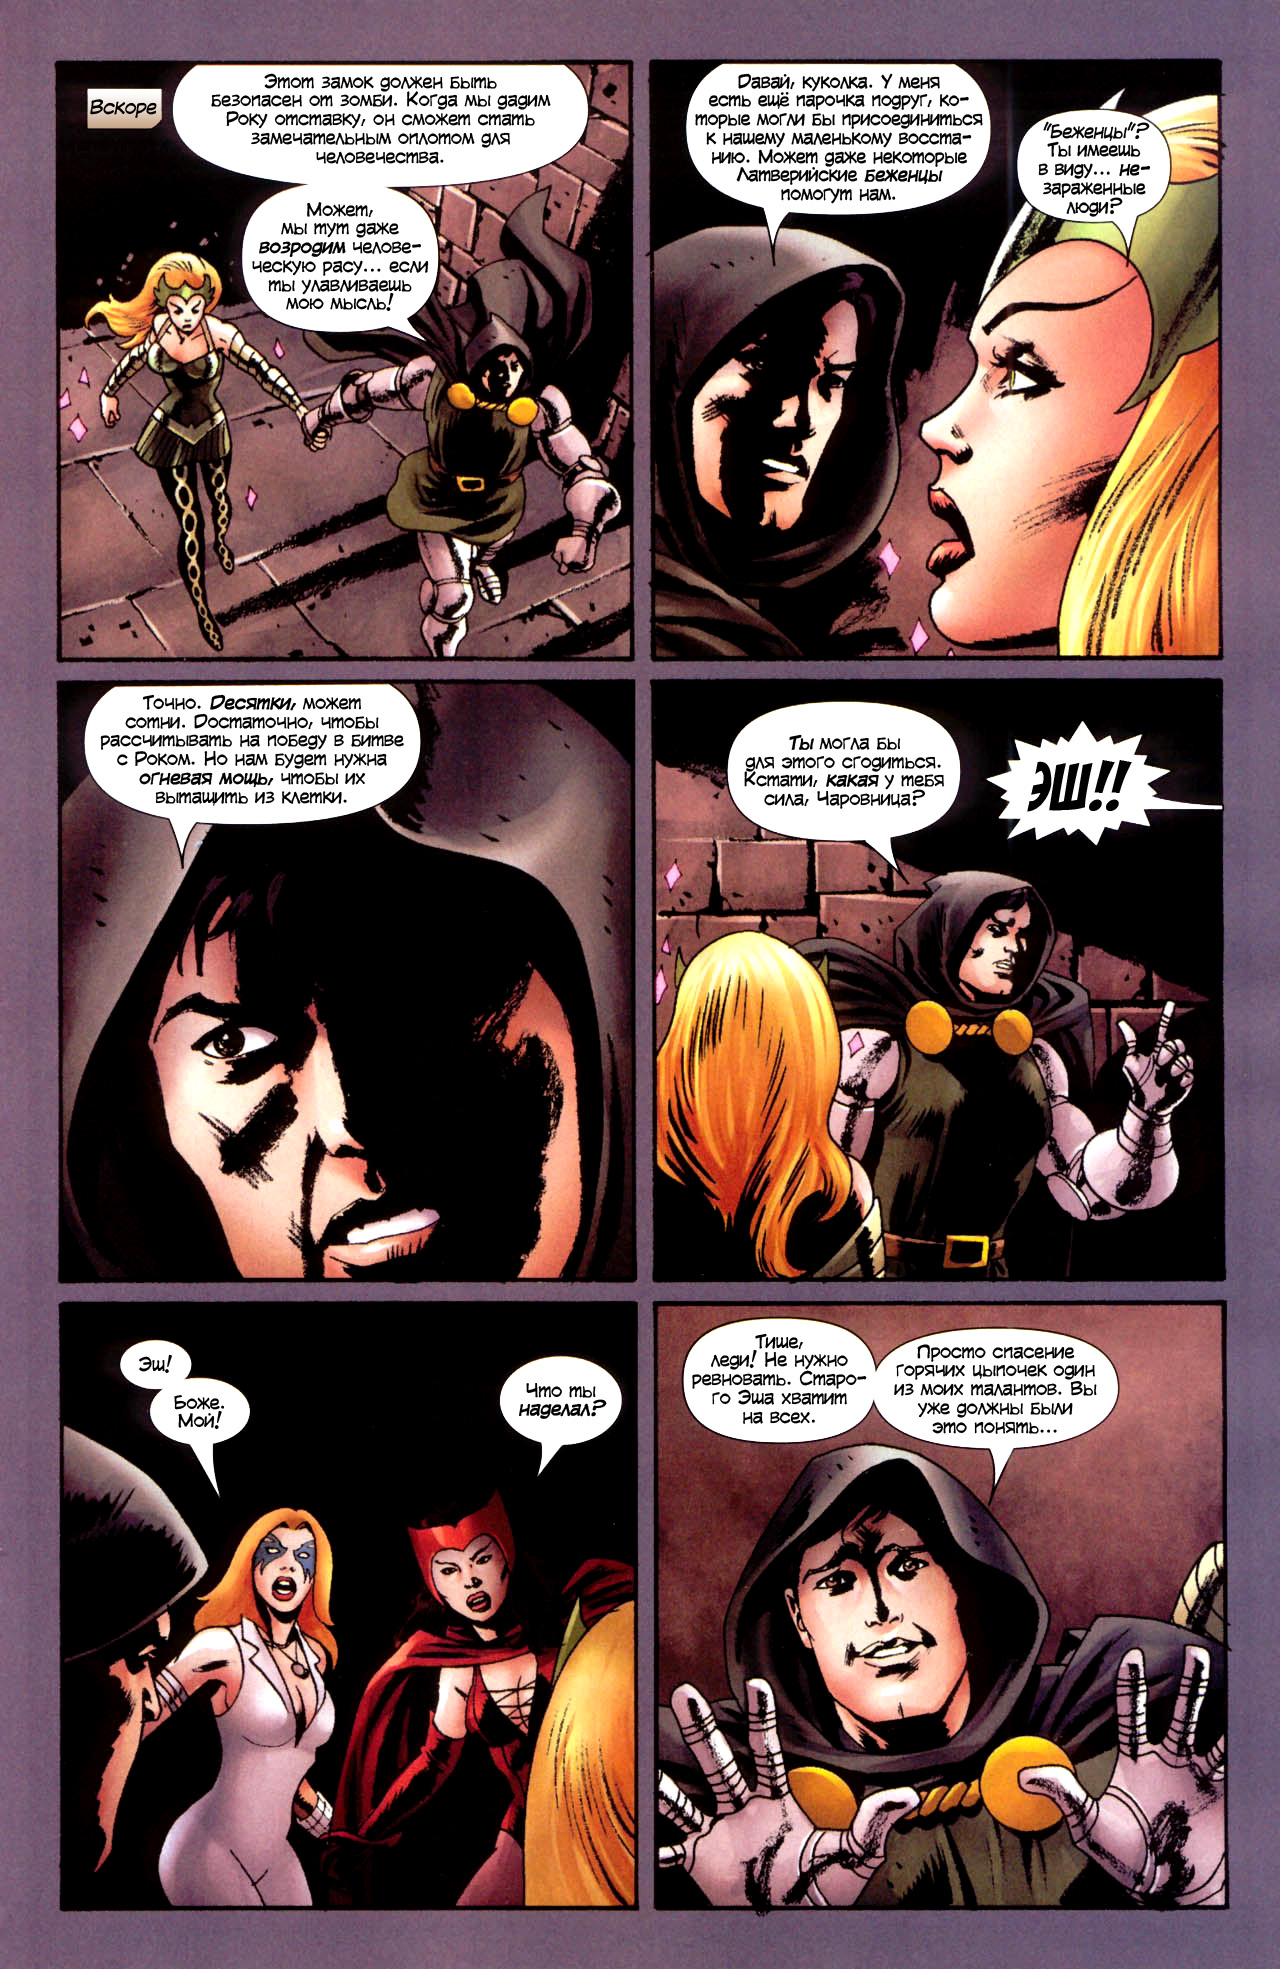 Вскоре
Этот замок должен быть
безопасен от зомби. Когда мы дадим
Року отставку, он сможет стать
замечательным оплотом для
человечества.
Может,
мы тут даже
возродим челове-
ческую расу... если
ты улавливаешь
мою мысль!
Давай, куколка. У меня
есть ещё парочка подруг, ко-
торые могли бы присоединиться
к нашему маленькому восста-
нию. Может даже некоторые
Латверийские беженцы
помогут нам.
"Беженцы"?
Ты имеешь
в виду... не-
зараженные
люди?
Точно. Десятки, может
сотни. Достаточно, чтобы
рассчитывать на победу в битве
с Роком. Но нам будет нужна
огневая мощь, чтобы их
вытащить из клетки.
Ты могла бы
для этого сгодиться.
Кстати, какая у тебя
сила, Чаровница?
ЭШ!!
Эш!
Боже.
Мой!
Что ты
наделал?
Тише,
леди! Не нужно
ревновать. Старо-
го Эша хватит
на всех.
Просто спасение
горячих цыпочек один
из моих талантов. Вы
уже должны были
это понять...